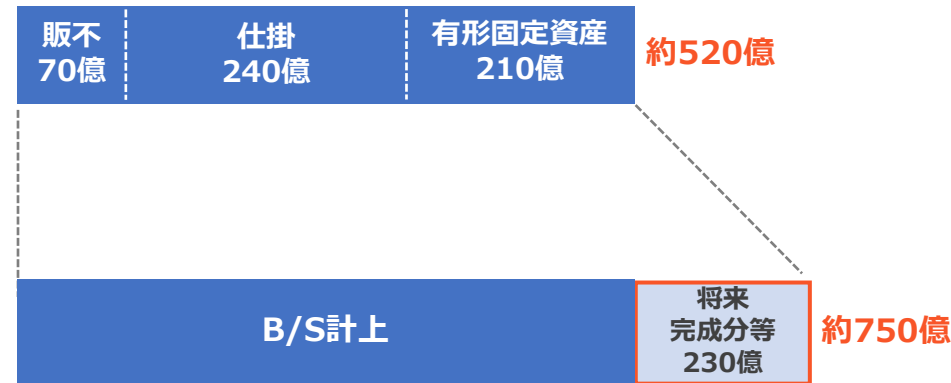 販不
70億
仕掛
240億
有形固定資産
210億
約520億
B/S計上
将来
完成分等
230億
約750億